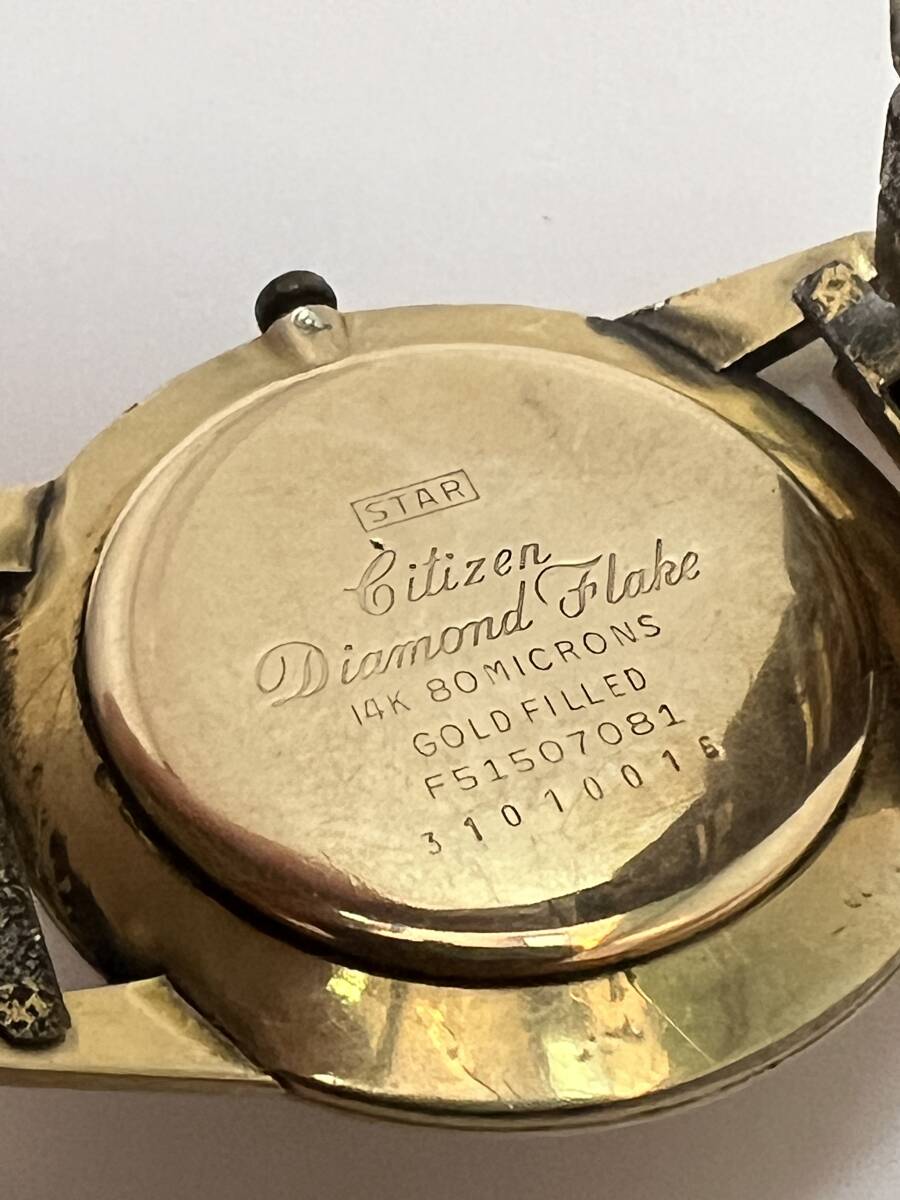 STAR
Citizen
Diamond Flake
14K 80MICRONS
GOLD FILLED
F51507081
31010016